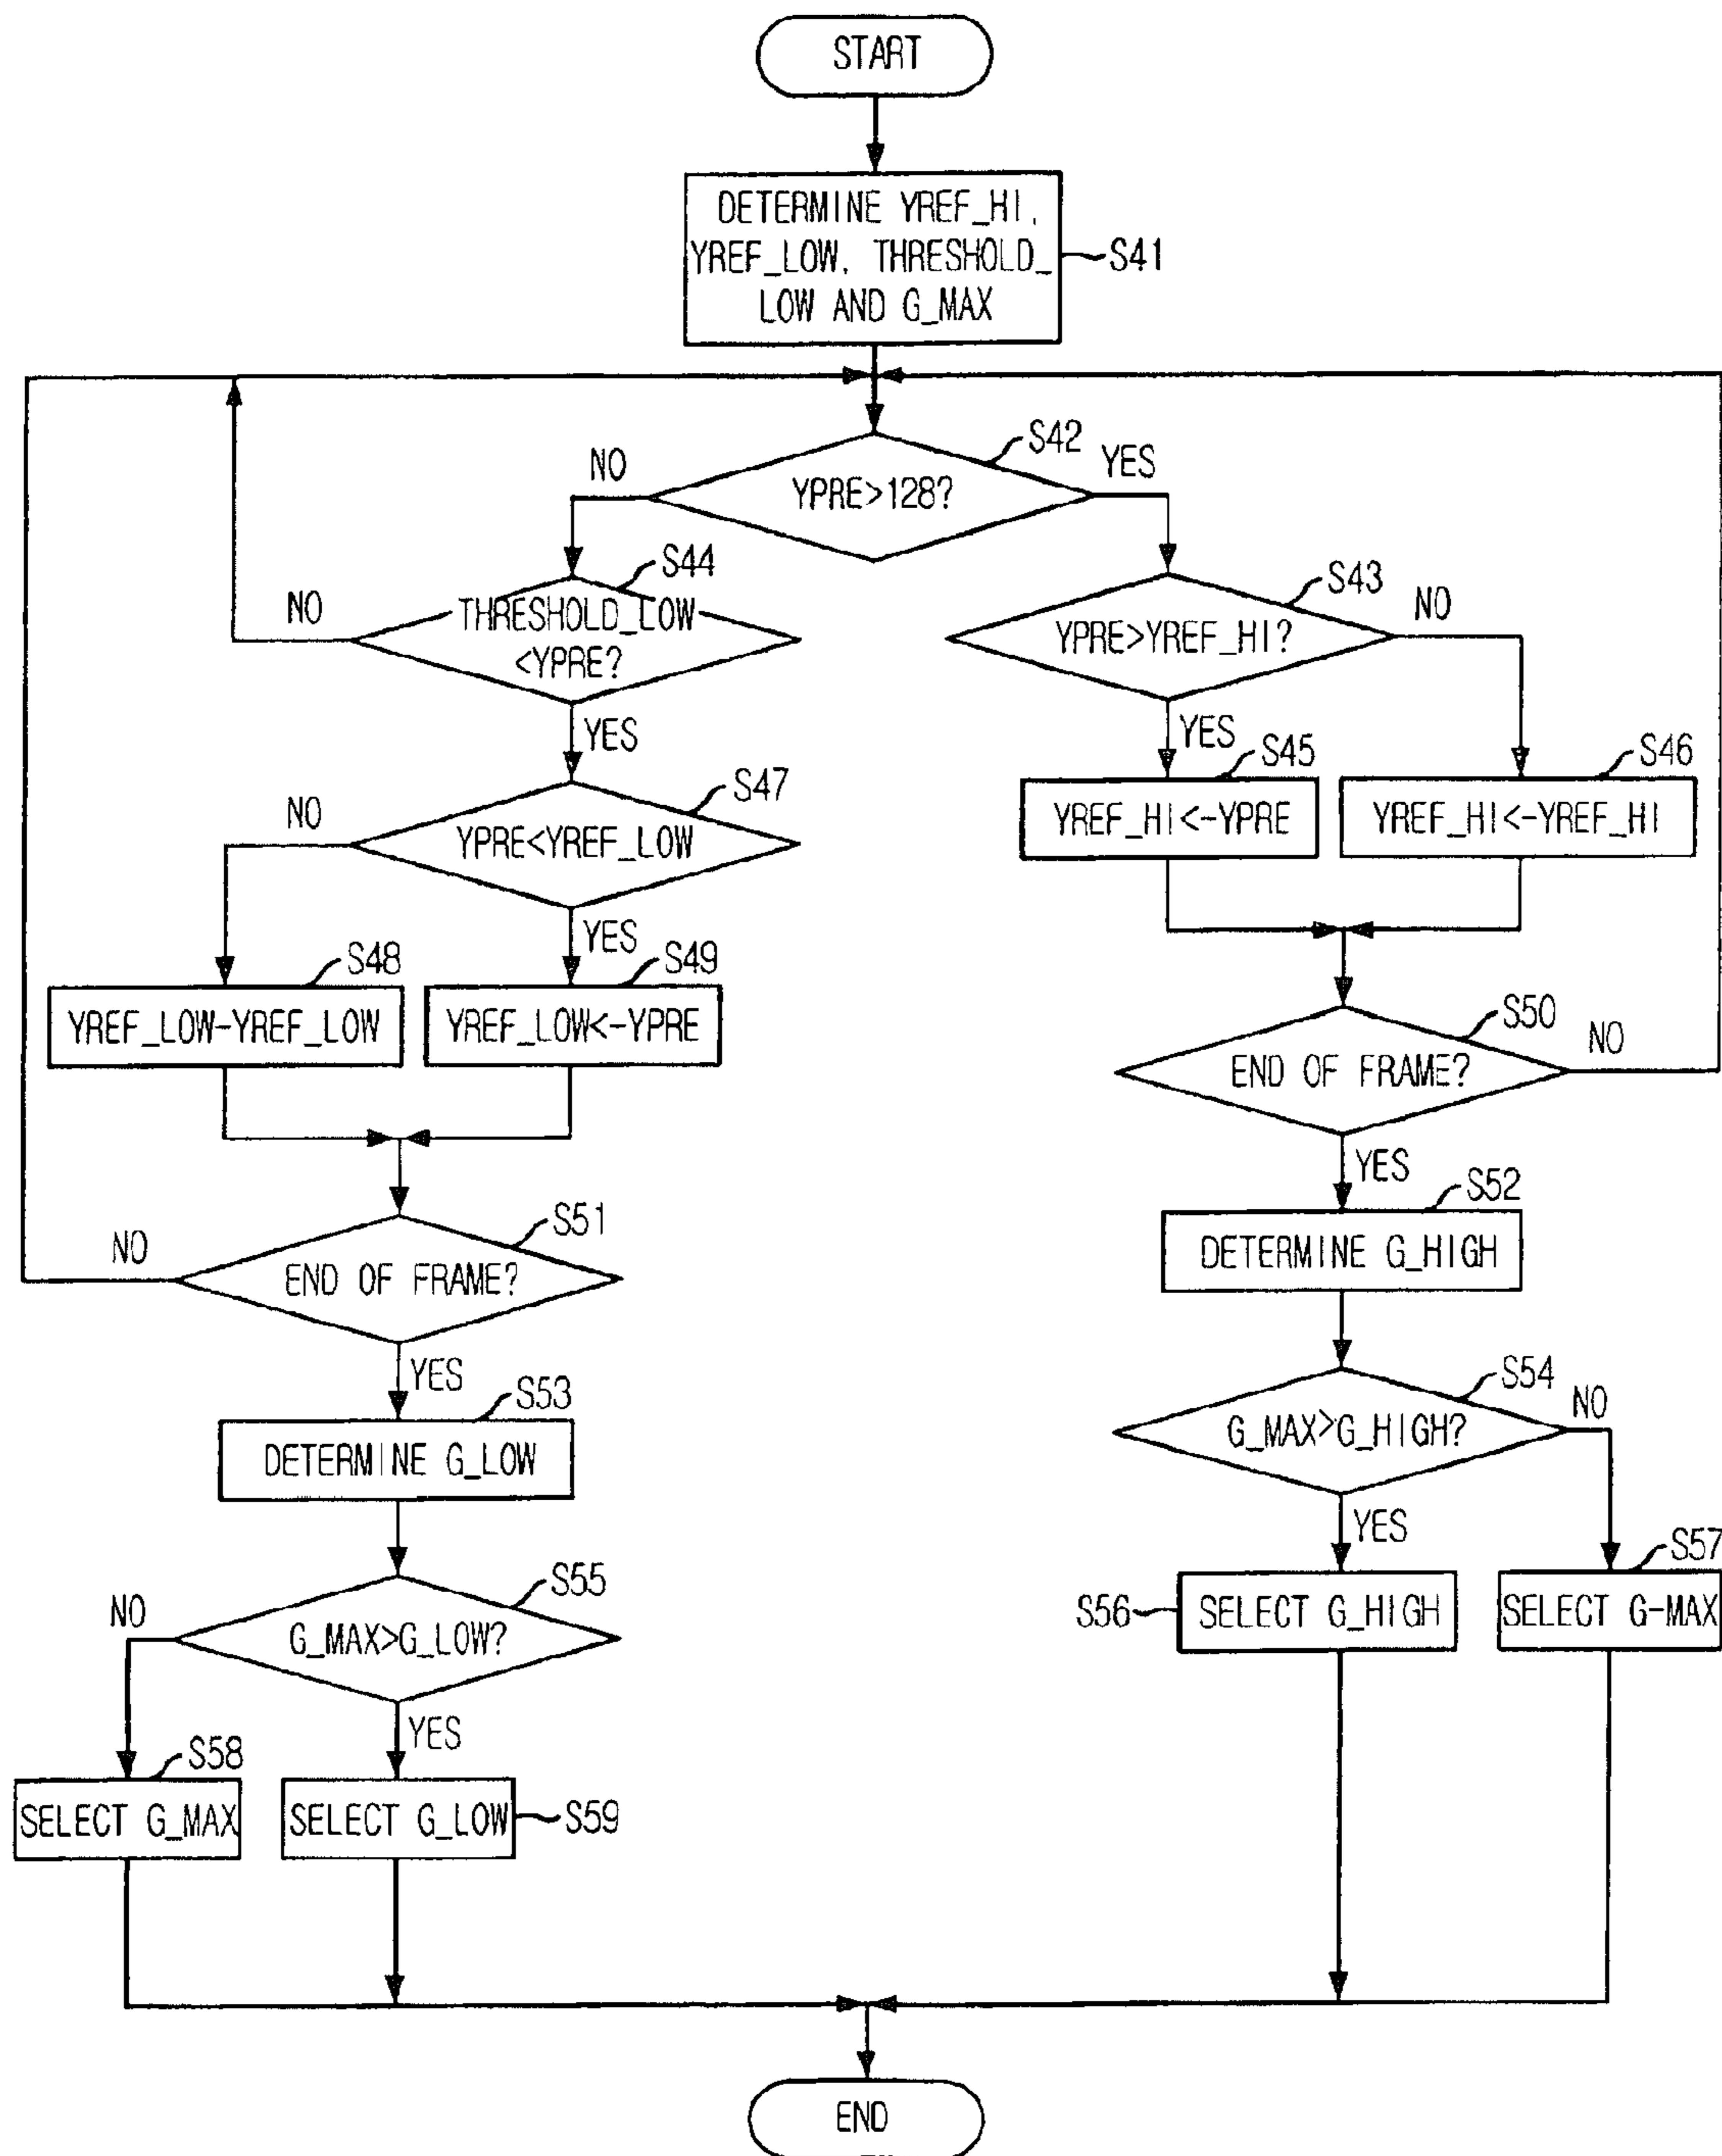 START
DETERMINE YREF_HI,
YREF_LOW, THRESHOLD_
LOW AND G_MAX
S41
S42
NO
YES
YPRE>128?
S44
S43
NO
THRESHOLD_LOW
<YPRE?
YPRE>YREF_HI?
NO
YES
YES
S47
S45
S46
NO
YPRE<YREF_LOW
YREF_HI<-YPRE
YREF_HI<-YREF_HI
YES
S48
S49
YREF_LOW-YREF_LOW
YREF_LOW<-YPRE
S50
END OF FRAME?
NO
YES
S51
S52
NO
END OF FRAME?
DETERMINE G_HIGH
YES
S53
S54
DETERMINE G_LOW
G_MAX>G_HIGH?
NO
YES
S55
S57
NO
G_MAX>G_LOW?
S56
SELECT G_HIGH
SELECT G-MAX
YES
S58
SELECT G_MAX
SELECT G_LOW
S59
END